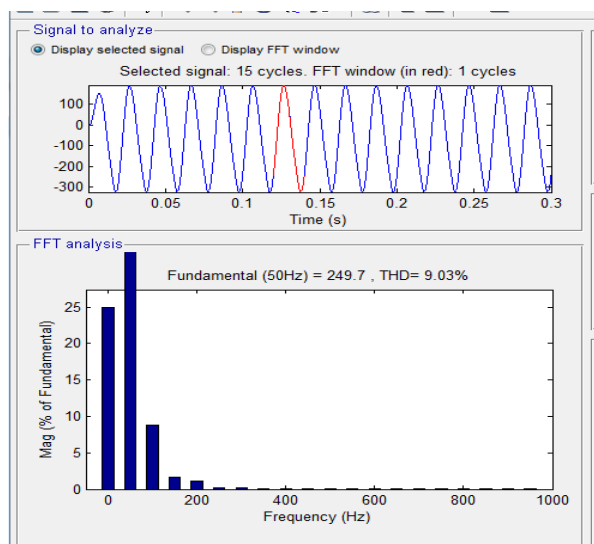 Signal to analyze
Display selected signal Display FFT window
Selected signal: 15 cycles. FFT window (in red): 1 cycles
100
0
-100
-200
-300
0 0.05 0.1 0.15 0.2 0.25 0.3
Time (s)
FFT analysis
Fundamental (50Hz) = 249.7 , THD= 9.03%
25
20
15
10
5
0
Mag (% of Fundamental)
0 200 400 600 800 1000
Frequency (Hz)